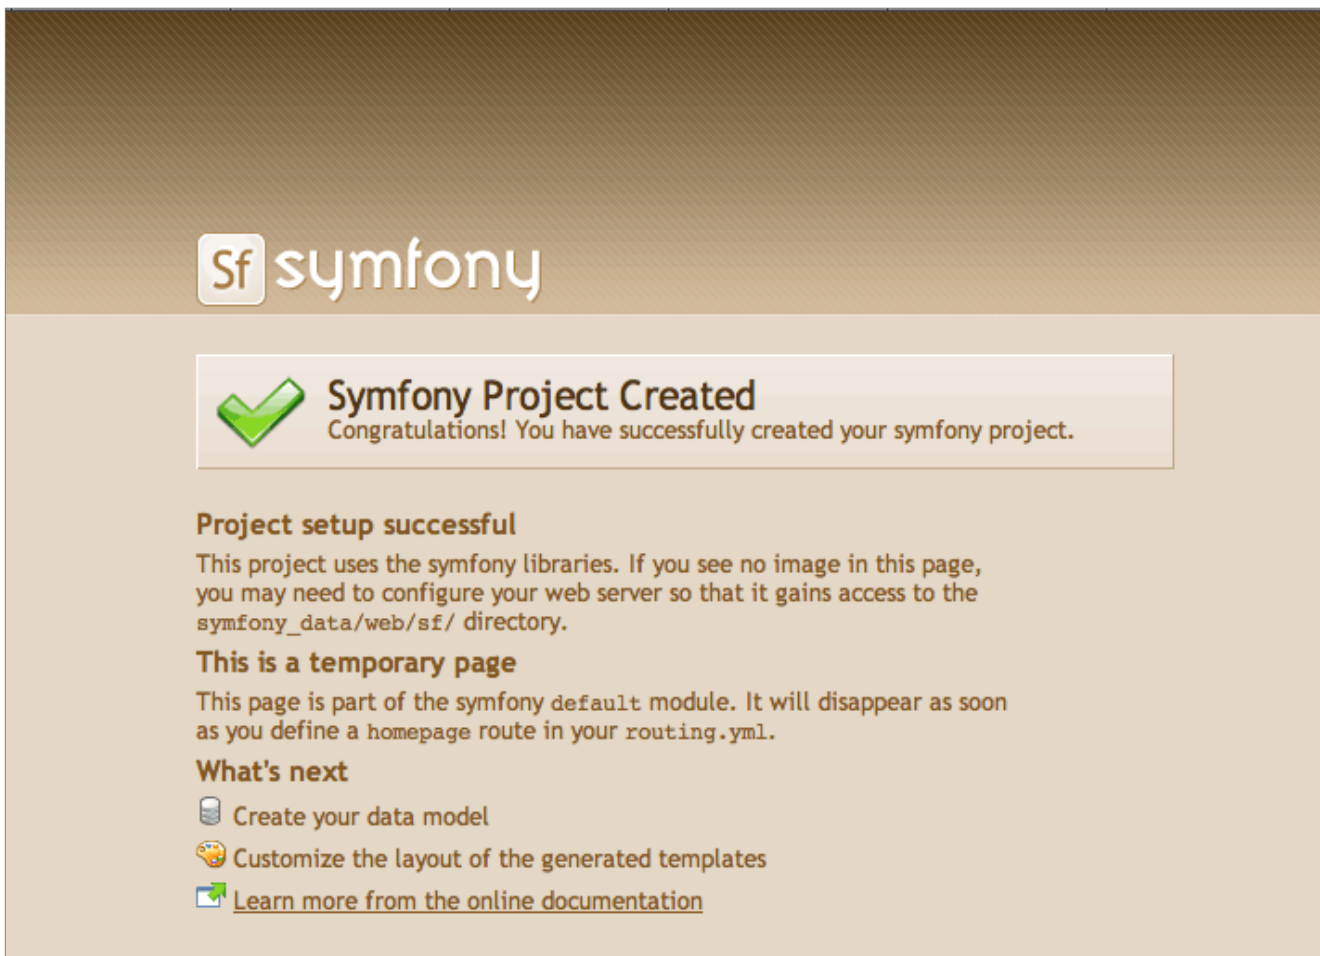 Sf symfony
Symfony Project Created
Congratulations! You have successfully created your symfony project.
Project setup successful
This project uses the symfony libraries. If you see no image in this page,
you may need to configure your web server so that it gains access to the
symfony_data/web/sf/ directory.
This is a temporary page
This page is part of the symfony default module. It will disappear as soon
as you define a homepage route in your routing.yml.
What's next
Create your data model
Customize the layout of the generated templates
Learn more from the online documentation